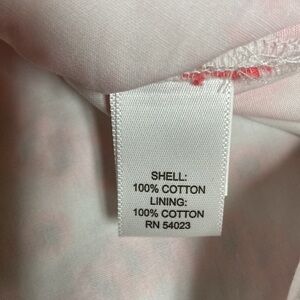 SHELL:
100% COTTON
LINING:
100% COTTON
RN 54023